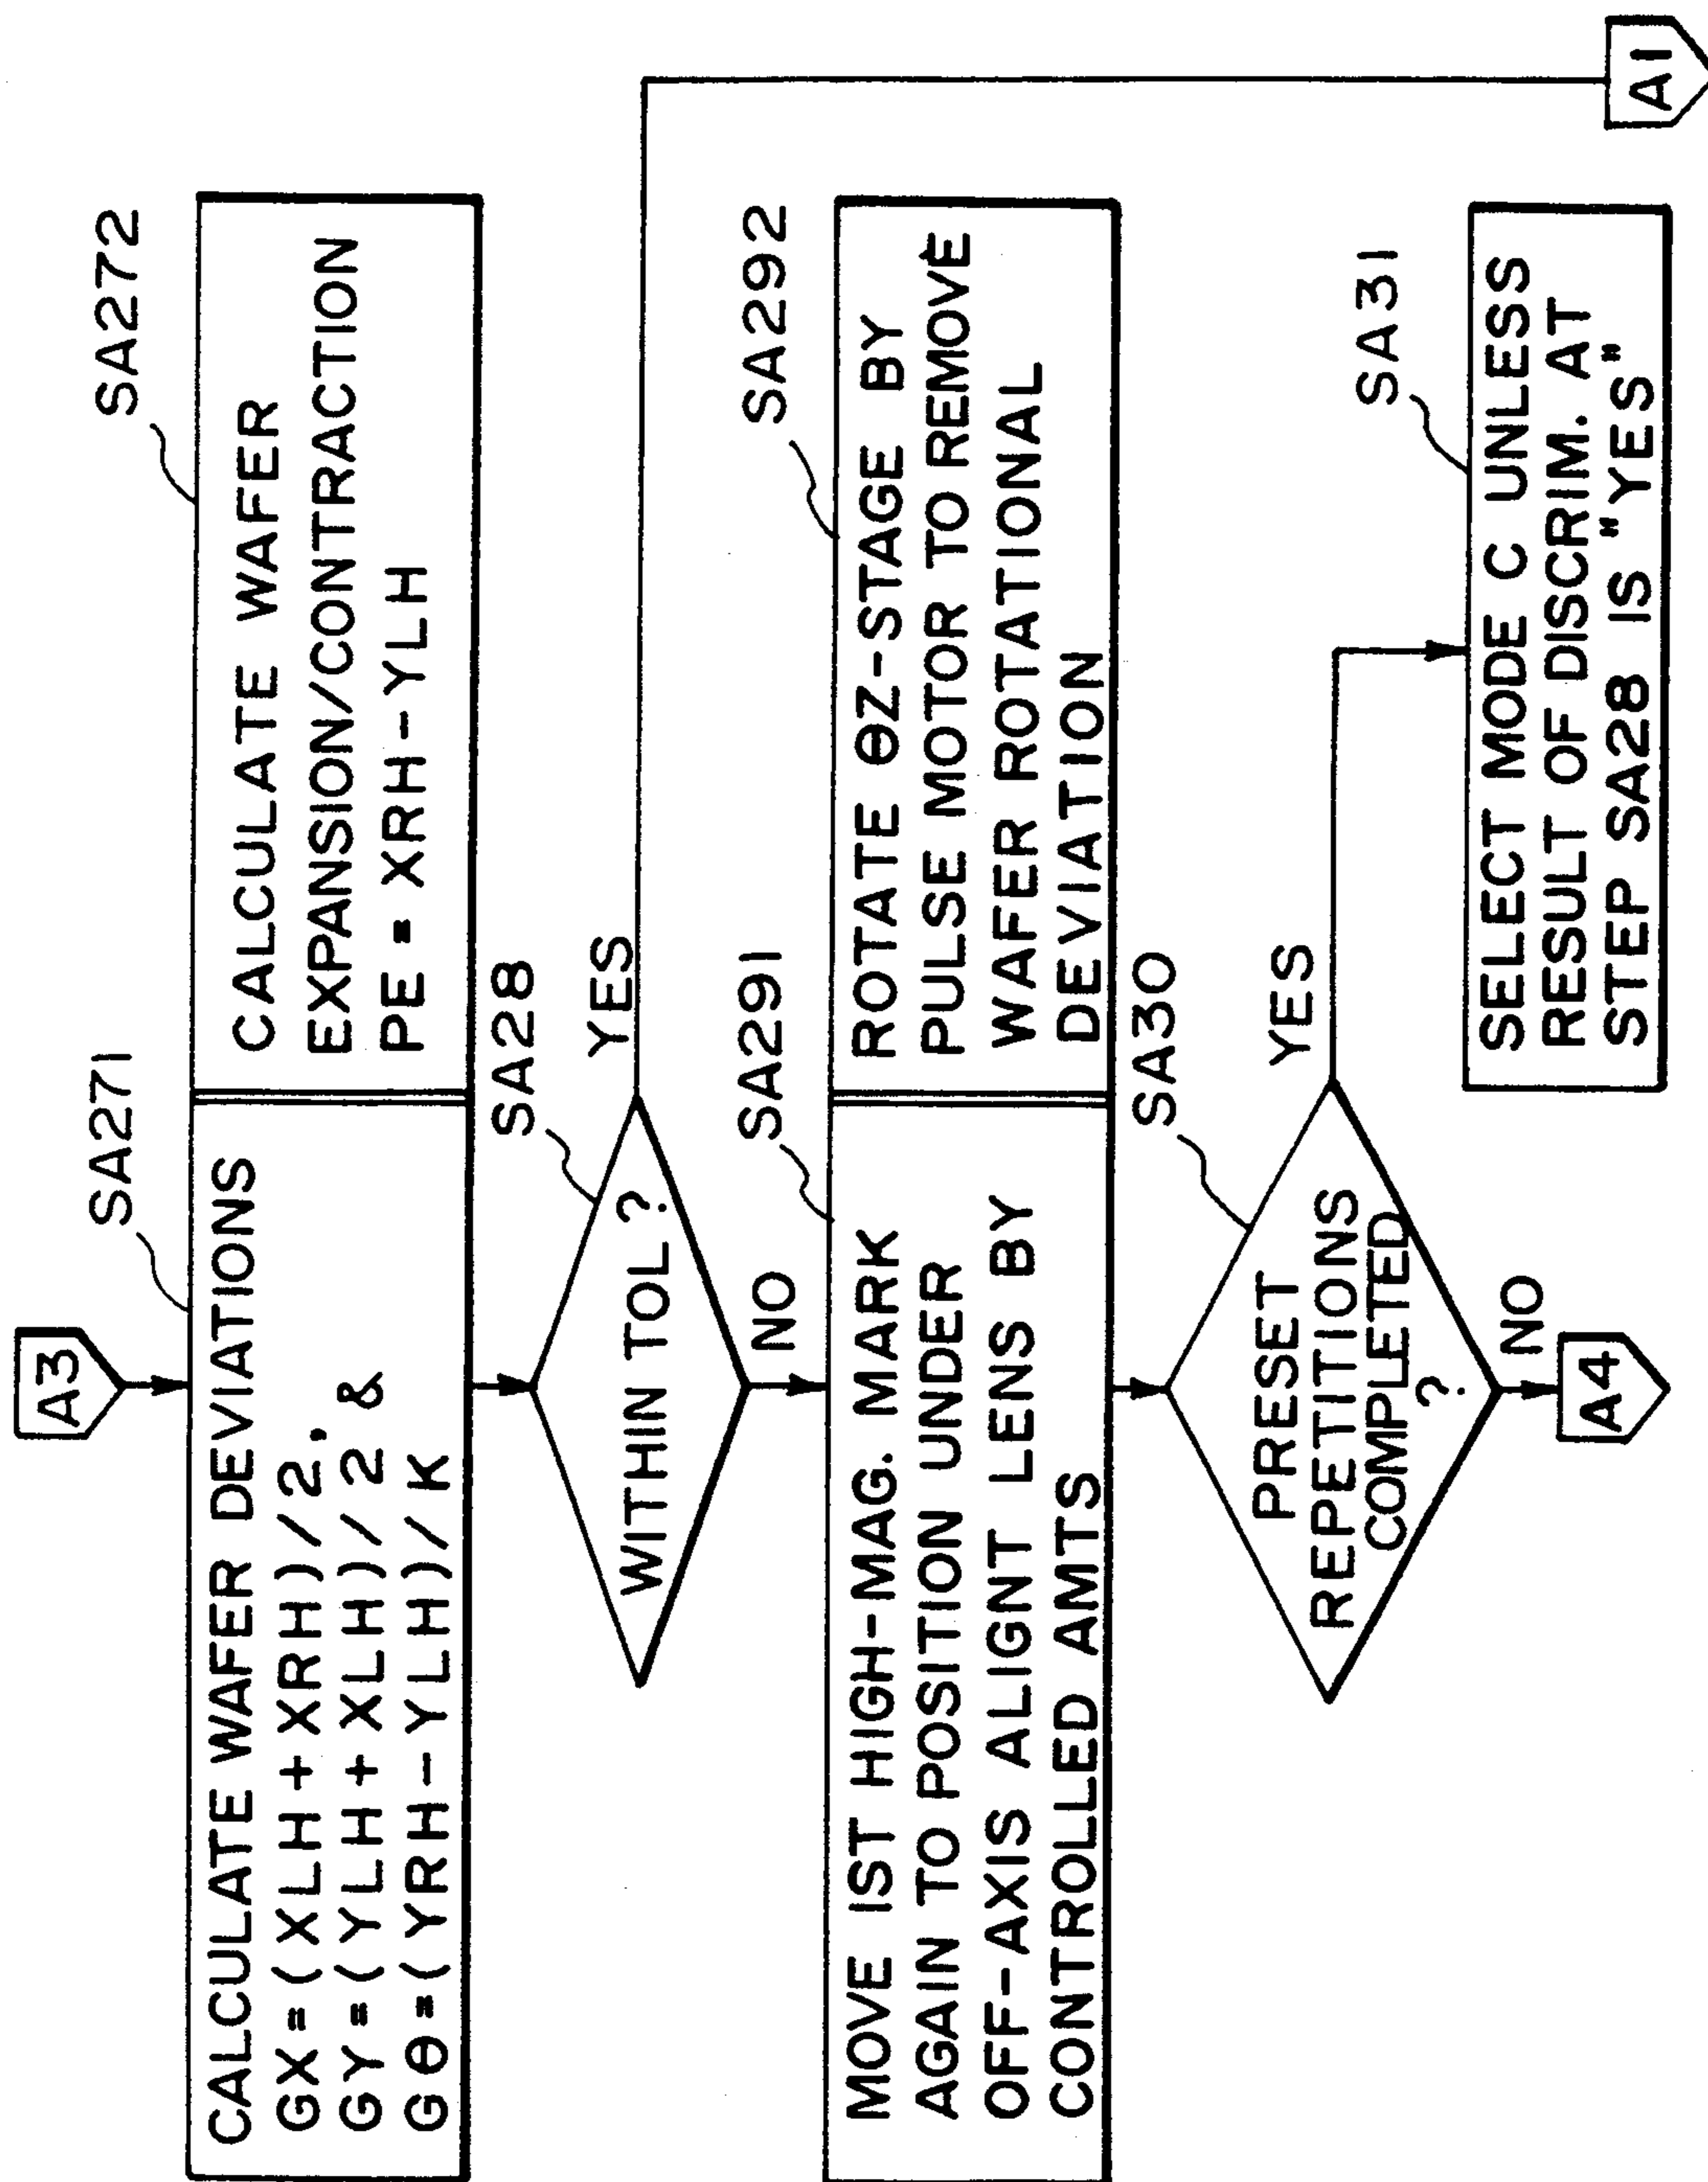 A3
SA271
CALCULATE WAFER DEVIATIONS
GX = (XLH + XRH)/2,
GY = (YLH + XLH)/2 &
GΘ = (YRH - YLH)/K
SA272
CALCULATE WAFER
EXPANSION/CONTRACTION
PE = XRH-YLH
SA28
WITHIN TOL?
YES
NO
A1
SA291
MOVE 1ST HIGH-MAG. MARK
AGAIN TO POSITION UNDER
OFF-AXIS ALIGNT LENS BY
CONTROLLED AMTS
SA292
ROTATE ΘZ-STAGE BY
PULSE MOTOR TO REMOVE
WAFER ROTATIONAL
DEVIATION
SA30
PRESET
REPETITIONS
COMPLETED
?
YES
NO
A4
SA31
SELECT MODE C UNLESS
RESULT OF DISCRIM. AT
STEP SA28 IS "YES"